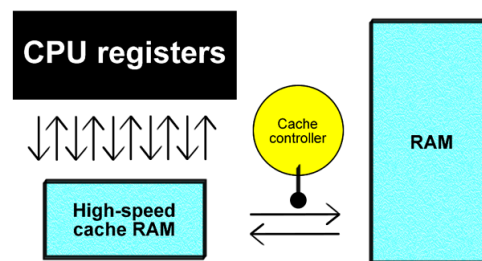 CPU registers
Cache
controller
RAM
High-speed
cache RAM